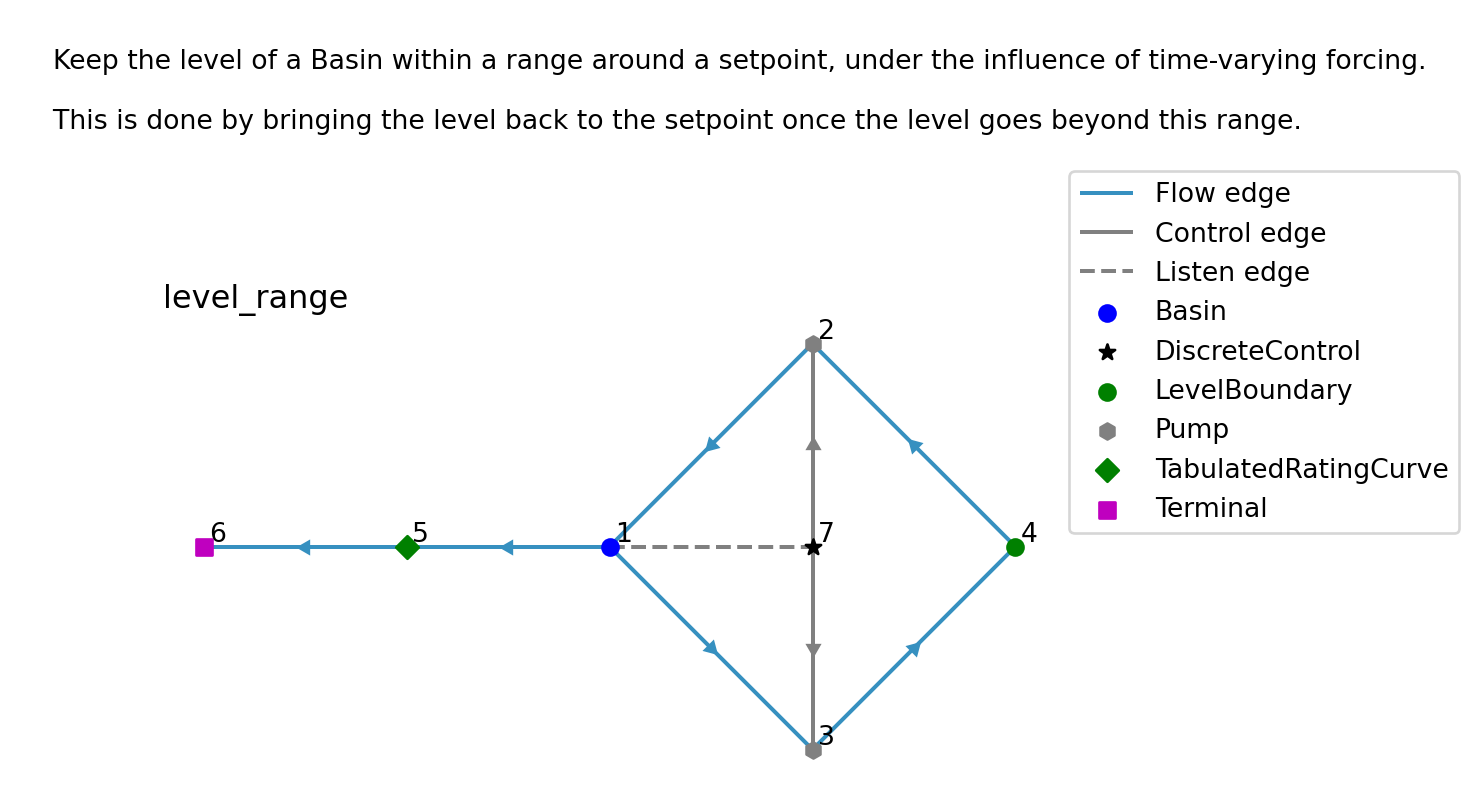 Keep the level of a Basin within a range around a setpoint, under the influence of time-varying forcing.
This is done by bringing the level back to the setpoint once the level goes beyond this range.
Flow edge
Control edge
Listen edge
Basin
DiscreteControl
LevelBoundary
Pump
TabulatedRatingCurve
Terminal
level_range
2
6
5
1
7
4
3